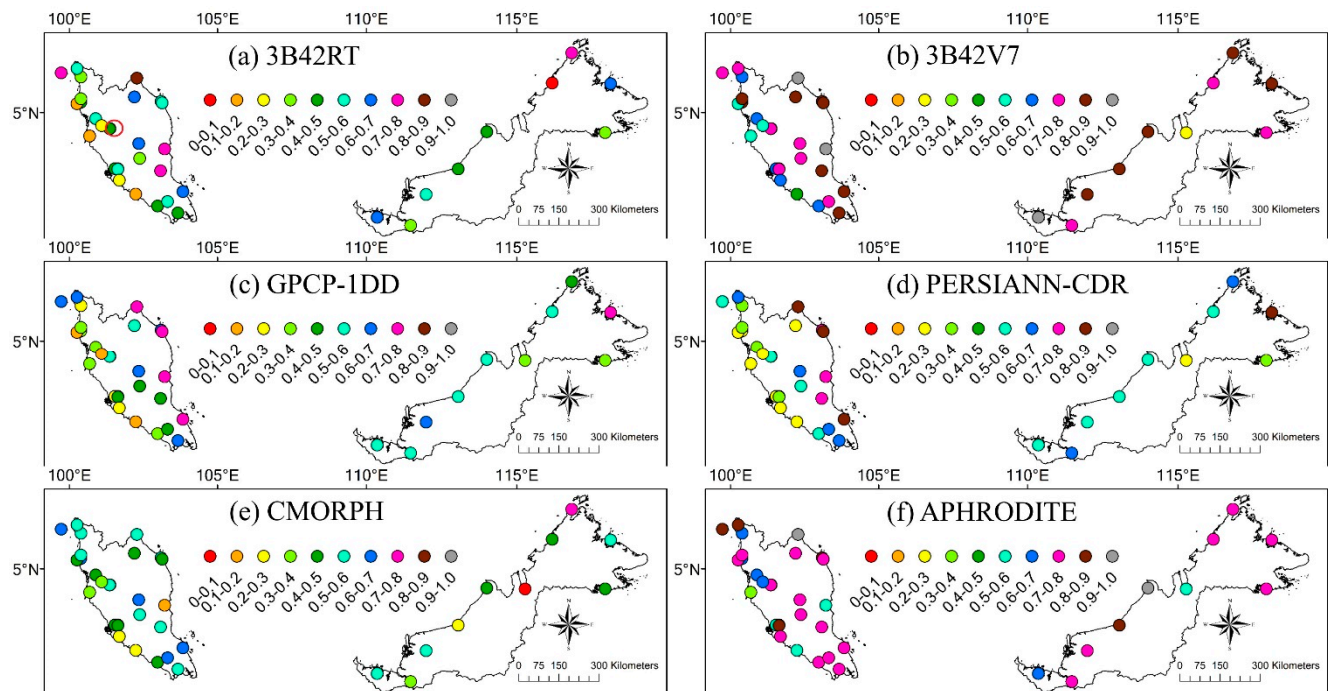 100°E 105°E 110°E 115°E 100°E 105°E 110°E 115°E
(a) 3B42RT (b) 3B42V7
5°N 5°N
0-0.1 0.1-0.2 0.2-0.3 0.3-0.4 0.4-0.5 0.5-0.6 0.6-0.7 0.7-0.8 0.8-0.9 0.9-1.0 0-0.1 0.1-0.2 0.2-0.3 0.3-0.4 0.4-0.5 0.5-0.6 0.6-0.7 0.7-0.8 0.8-0.9 0.9-1.0
N N
W E W E
S S
0 75 150 300 Kilometers 0 75 150 300 Kilometers
100°E 105°E 110°E 115°E 100°E 105°E 110°E 115°E
(c) GPCP-1DD (d) PERSIANN-CDR
5°N 5°N
0-0.1 0.1-0.2 0.2-0.3 0.3-0.4 0.4-0.5 0.5-0.6 0.6-0.7 0.7-0.8 0.8-0.9 0.9-1.0 0-0.1 0.1-0.2 0.2-0.3 0.3-0.4 0.4-0.5 0.5-0.6 0.6-0.7 0.7-0.8 0.8-0.9 0.9-1.0
N N
W E W E
S S
0 75 150 300 Kilometers 0 75 150 300 Kilometers
100°E 105°E 110°E 115°E 100°E 105°E 110°E 115°E
(e) CMORPH (f) APHRODITE
5°N 5°N
0-0.1 0.1-0.2 0.2-0.3 0.3-0.4 0.4-0.5 0.5-0.6 0.6-0.7 0.7-0.8 0.8-0.9 0.9-1.0 0-0.1 0.1-0.2 0.2-0.3 0.3-0.4 0.4-0.5 0.5-0.6 0.6-0.7 0.7-0.8 0.8-0.9 0.9-1.0
N N
W E W E
S S
0 75 150 300 Kilometers 0 75 150 300 Kilometers